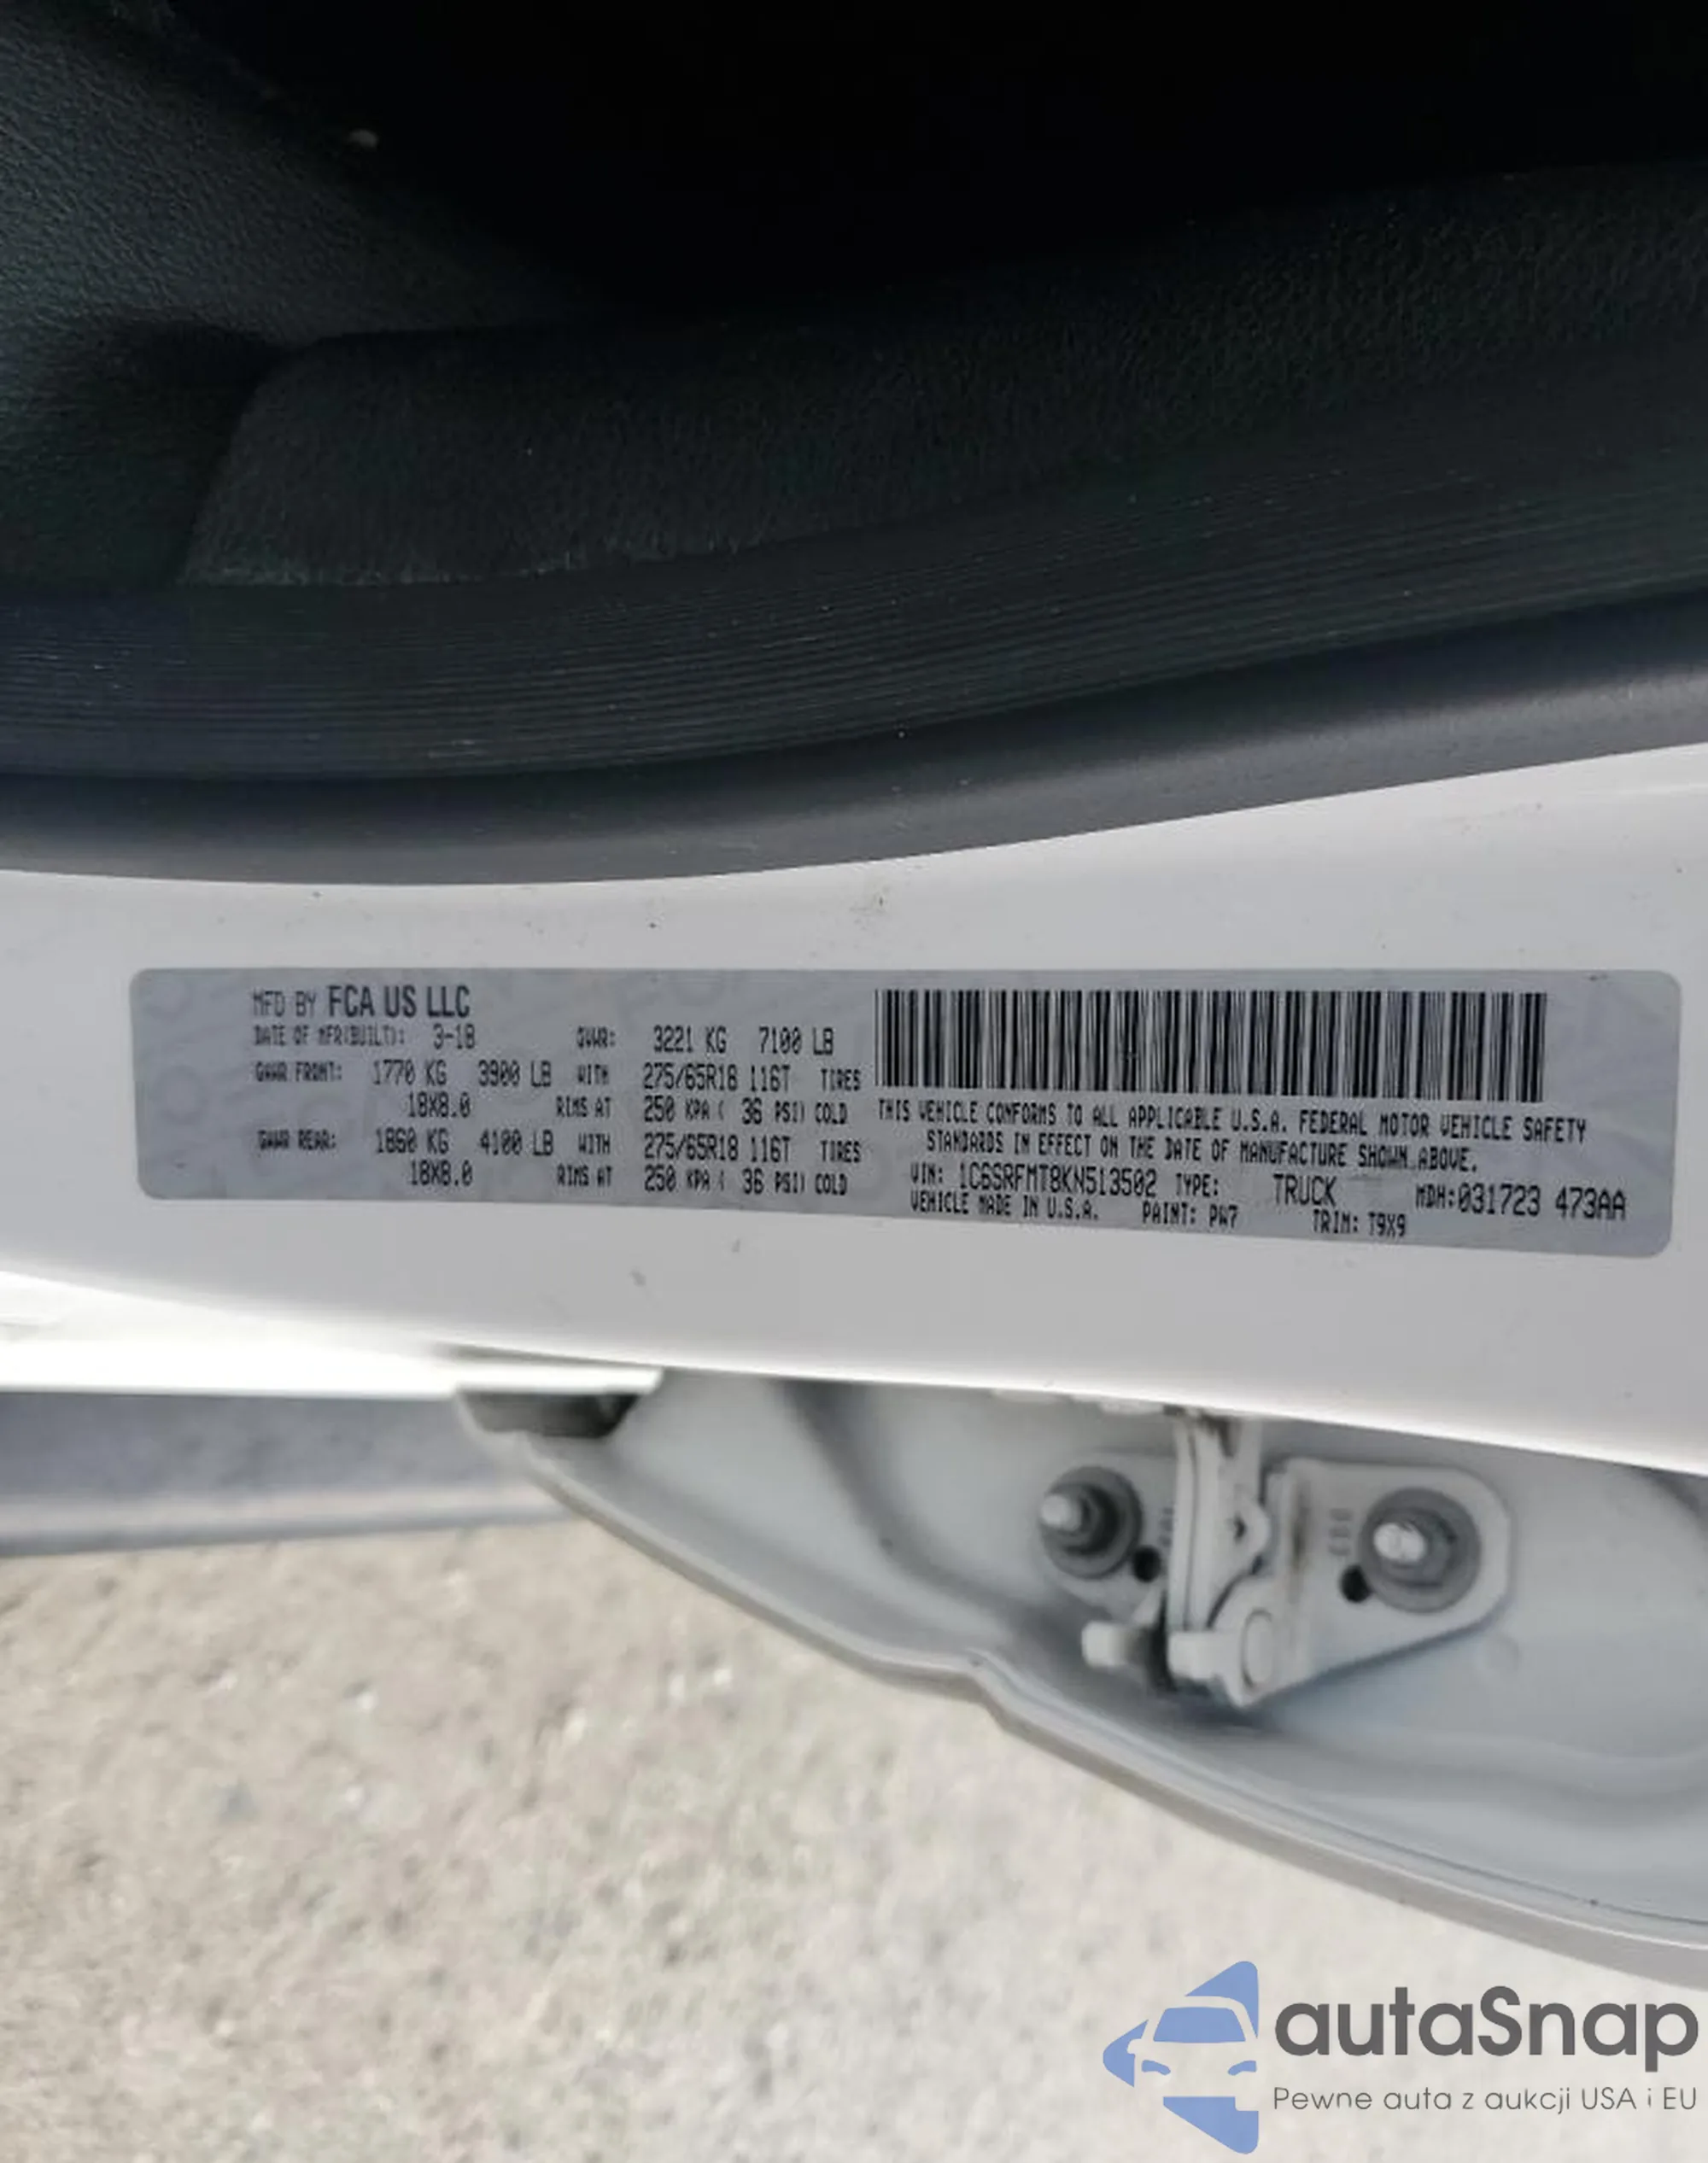 MFD BY FCA US LLC
DATE OF MFR(BUILT): 3-18 GVWR: 3221 KG 7100 LB
GAWR FRONT: 1770 KG 3900 LB WITH 275/65R18 116T TIRES
18X8.0 RIMS AT 250 KPA ( 36 PSI) COLD
GAWR REAR: 1860 KG 4100 LB WITH 275/65R18 116T TIRES
18X8.0 RIMS AT 250 KPA ( 36 PSI) COLD
THIS VEHICLE CONFORMS TO ALL APPLICABLE U.S.A. FEDERAL MOTOR VEHICLE SAFETY
STANDARDS IN EFFECT ON THE DATE OF MANUFACTURE SHOWN ABOVE.
VIN: 1C6SRFMT8KN513502 TYPE: TRUCK MDH:031723 473AA
VEHICLE MADE IN U.S.A. PAINT: PW7 TRIM: T9X9
autaSnap
Pewne auta z aukcji USA i EU